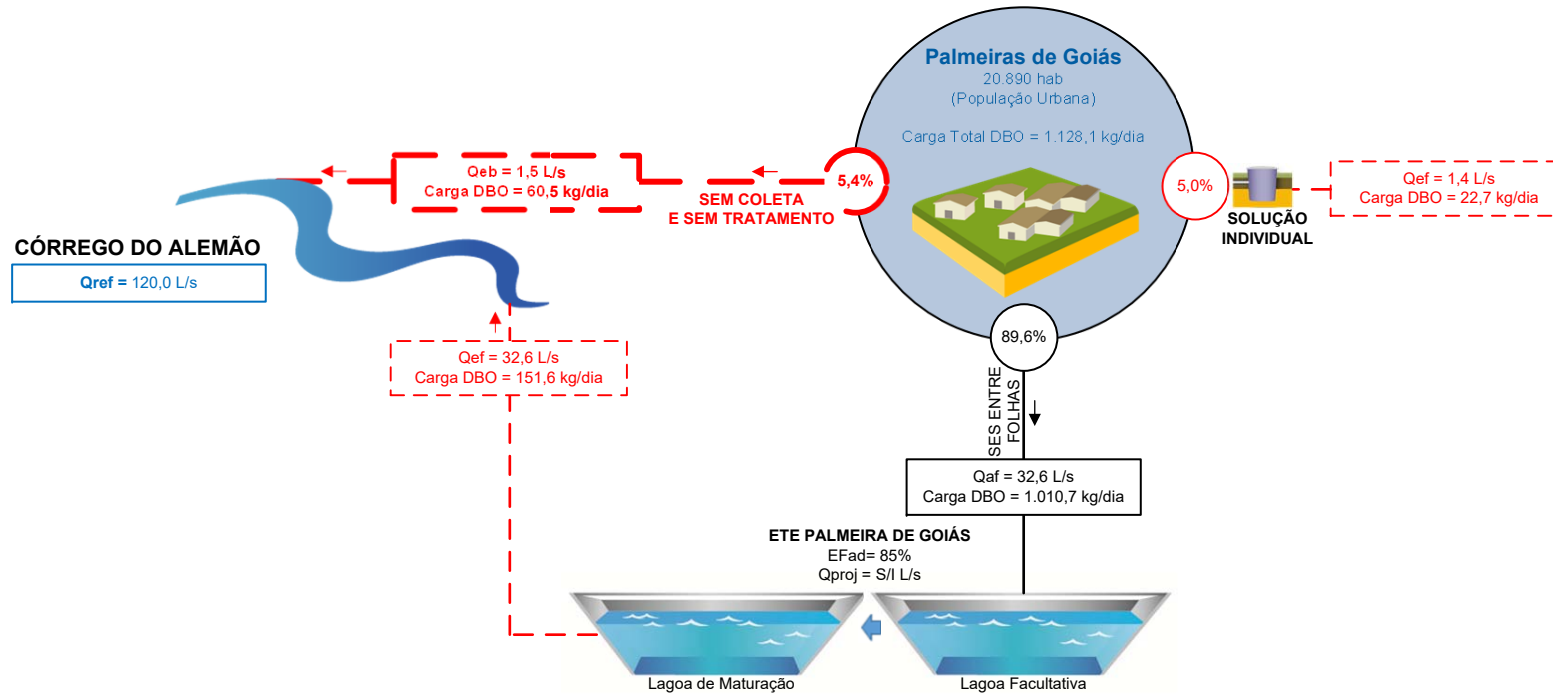 Palmeiras de Goiás
20.890 hab
(População Urbana)
Carga Total DBO = 1.128,1 kg/dia
Qeb = 1,5 L/s
Carga DBO = 60,5 kg/dia
5,4%
SEM COLETA
E SEM TRATAMENTO
5,0%
SOLUÇÃO
INDIVIDUAL
Qef = 1,4 L/s
Carga DBO = 22,7 kg/dia
CÓRREGO DO ALEMÃO
Qref = 120,0 L/s
Qef = 32,6 L/s
Carga DBO = 151,6 kg/dia
89,6%
SES ENTRE
FOLHAS
Qaf = 32,6 L/s
Carga DBO = 1.010,7 kg/dia
ETE PALMEIRA DE GOIÁS
EFad= 85%
Qproj = S/I L/s
Lagoa de Maturação
Lagoa Facultativa